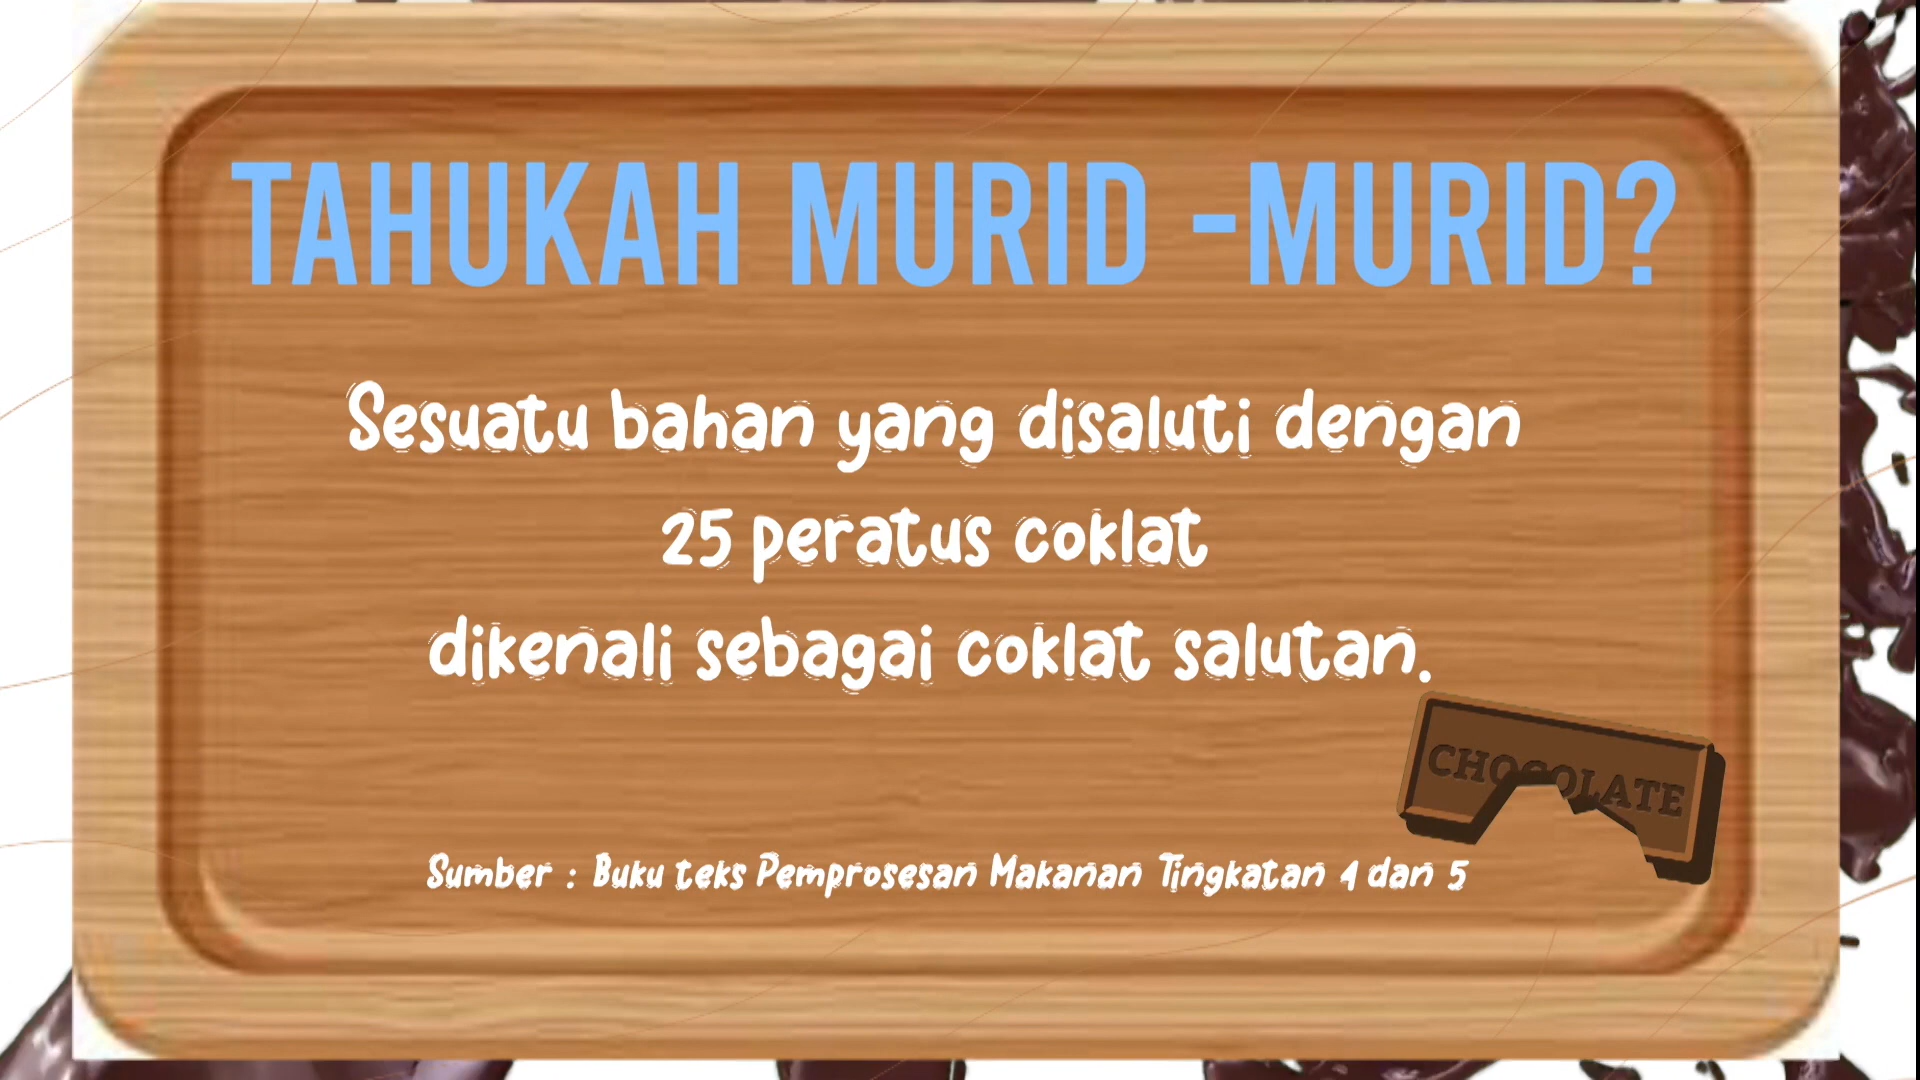 TAHUKAH MURID -MURID?
Sesuatu bahan yang disaluti dengan
25 peratus coklat
dikenali sebagai coklat salutan.
CHOCOLATE
Sumber : Buku teks Pemprosesan Makanan Tingkatan 4 dan 5